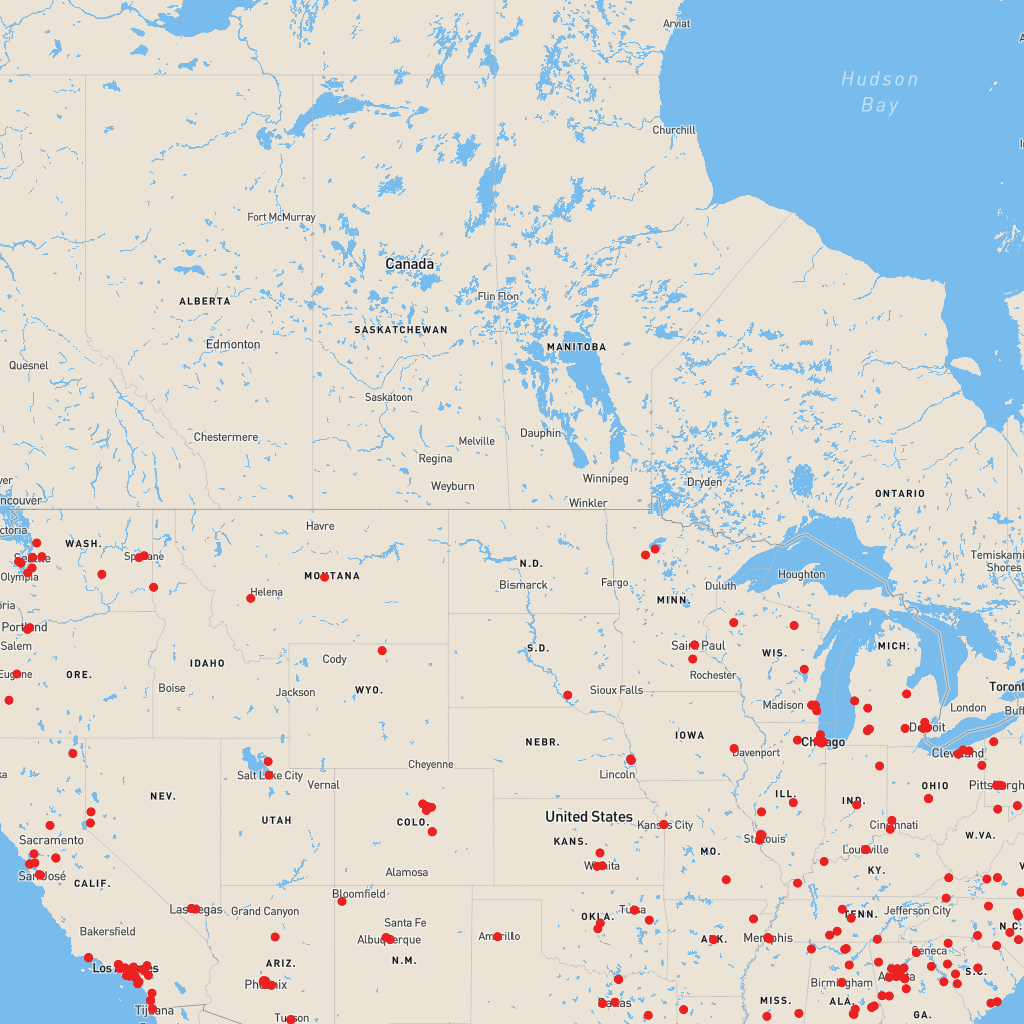 Arviat
Hudson
Bay
Churchill
Fort McMurray
Canada
Flin Flon
ALBERTA
SASKATCHEWAN
Edmonton
MANITOBA
Quesnel
Saskatoon
Chestermere
Melville
Dauphin
Regina
Winnipeg
Dryden
Weyburn
ONTARIO
ncouver
Winkler
ctoria
WASH.
Havre
Seattle
Spokane
N.D.
Temiskaming
Shores
Olympia
MONTANA
Bismarck
Fargo
Duluth
Houghton
Helena
MINN.
Portland
Salem
Saint Paul
WIS.
MICH.
S.D.
IDAHO
Cody
Eugene
ORE.
Rochester
Boise
Jackson
WYO.
Sioux Falls
Toront
Madison
London
Buff
Detroit
IOWA
NEBR.
Chicago
Davenport
Cleveland
Cheyenne
Salt Lake City
Lincoln
Vernal
OHIO
Pittsburgh
NEV.
ILL.
IND.
UTAH
COLO.
United States
Kansas City
Cincinnati
Sacramento
KANS.
St. Louis
W.VA.
MO.
Louisville
Wichita
San José
Alamosa
KY.
CALIF.
Bloomfield
Las Vegas
Grand Canyon
Tulsa
Jefferson City
OKLA.
TENN.
Santa Fe
N.C.
Bakersfield
Albuquerque
Amarillo
ARK.
Memphis
Seneca
N.M.
ARIZ.
Los Angeles
S.C.
Atlanta
Phoenix
Birmingham
Dallas
MISS.
ALA.
Tijuana
GA.
Tucson